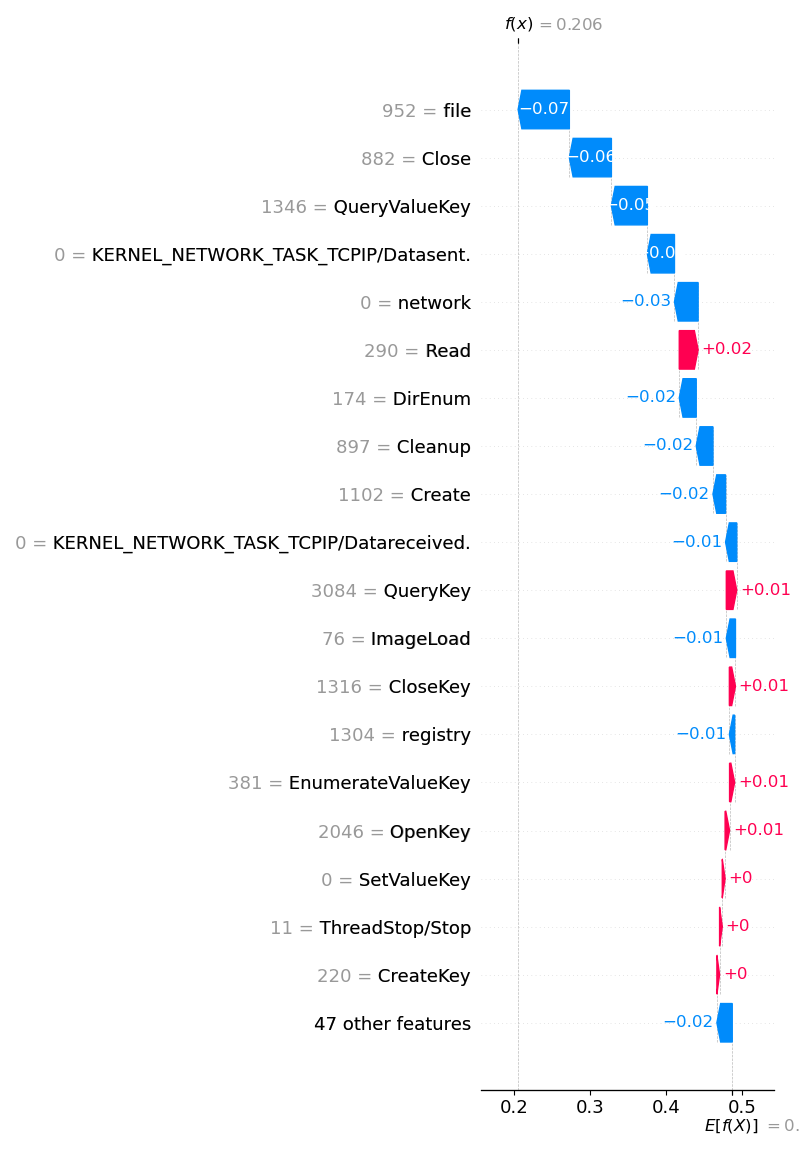 f(x) = 0.206
952 = file
−0.07
882 = Close
−0.06
1346 = QueryValueKey
−0.05
0 = KERNEL_NETWORK_TASK_TCPIP/Datasent.
0 = network
−0.03
290 = Read
+0.02
174 = DirEnum
−0.02
897 = Cleanup
−0.02
1102 = Create
−0.02
0 = KERNEL_NETWORK_TASK_TCPIP/Datareceived.
−0.01
3084 = QueryKey
+0.01
76 = ImageLoad
−0.01
1316 = CloseKey
+0.01
1304 = registry
−0.01
381 = EnumerateValueKey
+0.01
2046 = OpenKey
+0.01
0 = SetValueKey
+0
11 = ThreadStop/Stop
+0
220 = CreateKey
+0
47 other features
−0.02
0.2 0.3 0.4 0.5
E[f(X)] = 0.